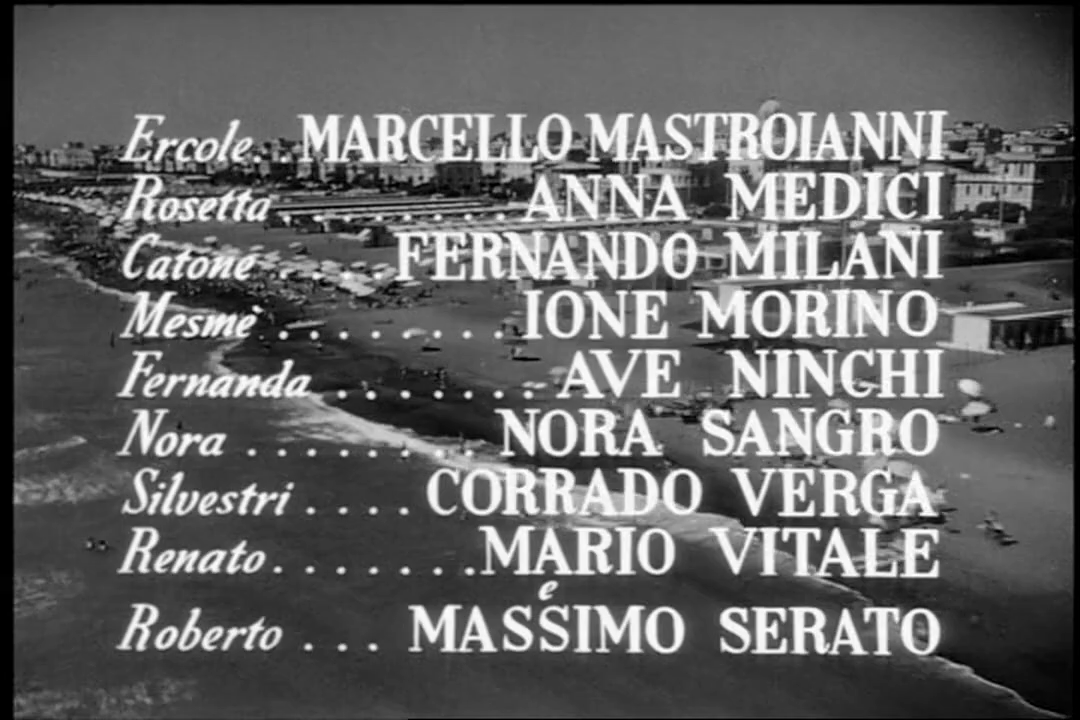 Ercole..MARCELLO MASTROIANNI
Rosetta........ANNA MEDICI
Catone....FERNANDO MILANI
Mesmè........IONE MORINO
Fernanda.......AVE NINCHI
Nora........NORA SANGRO
Silvestri....CORRADO VERGA
Renato.......MARIO VITALE
e
Roberto...MASSIMO SERATO